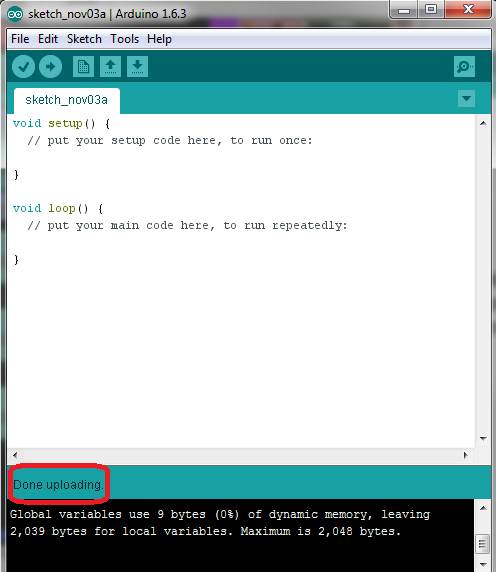 sketch_nov03a | Arduino 1.6.3
File Edit Sketch Tools Help
sketch_nov03a
void setup() {
  // put your setup code here, to run once:
}
void loop() {
  // put your main code here, to run repeatedly:
}
Done uploading.
Global variables use 9 bytes (0%) of dynamic memory, leaving
2,039 bytes for local variables. Maximum is 2,048 bytes.